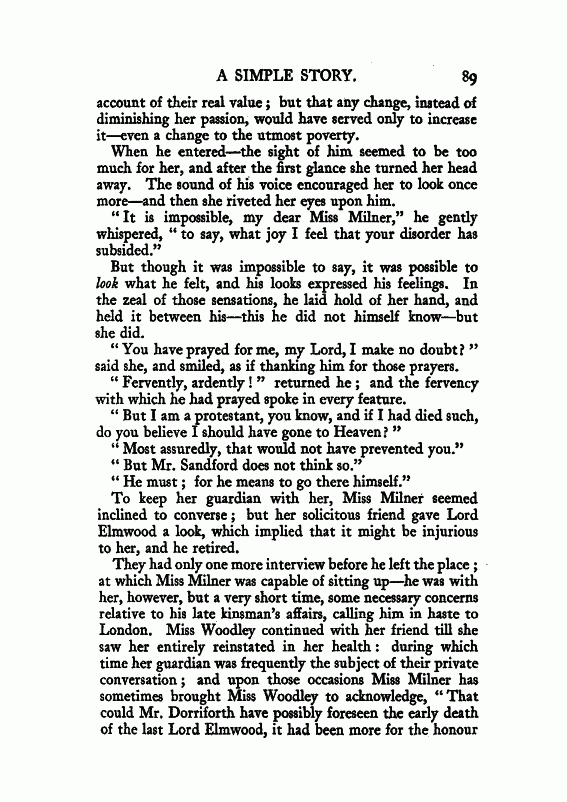 A SIMPLE STORY. 89
account of their real value; but that any change, instead of
diminishing her passion, would have served only to increase
it—even a change to the utmost poverty.
When he entered—the sight of him seemed to be too
much for her, and after the first glance she turned her head
away. The sound of his voice encouraged her to look once
more—and then she riveted her eyes upon him.
“It is impossible, my dear Miss Milner,” he gently
whispered, “to say, what joy I feel that your disorder has
subsided.”
But though it was impossible to say, it was possible to
look what he felt, and his looks expressed his feelings. In
the zeal of those sensations, he laid hold of her hand, and
held it between his—this he did not himself know—but
she did.
“You have prayed for me, my Lord, I make no doubt?”
said she, and smiled, as if thanking him for those prayers.
“Fervently, ardently!” returned he; and the fervency
with which he had prayed spoke in every feature.
“But I am a protestant, you know, and if I had died such,
do you believe I should have gone to Heaven?”
“Most assuredly, that would not have prevented you.”
“But Mr. Sandford does not think so.”
“He must; for he means to go there himself.”
To keep her guardian with her, Miss Milner seemed
inclined to converse; but her solicitous friend gave Lord
Elmwood a look, which implied that it might be injurious
to her, and he retired.
They had only one more interview before he left the place;
at which Miss Milner was capable of sitting up—he was with
her, however, but a very short time, some necessary concerns
relative to his late kinsman’s affairs, calling him in haste to
London. Miss Woodley continued with her friend till she
saw her entirely reinstated in her health: during which
time her guardian was frequently the subject of their private
conversation; and upon those occasions Miss Milner has
sometimes brought Miss Woodley to acknowledge, “That
could Mr. Dorriforth have possibly foreseen the early death
of the last Lord Elmwood, it had been more for the honour